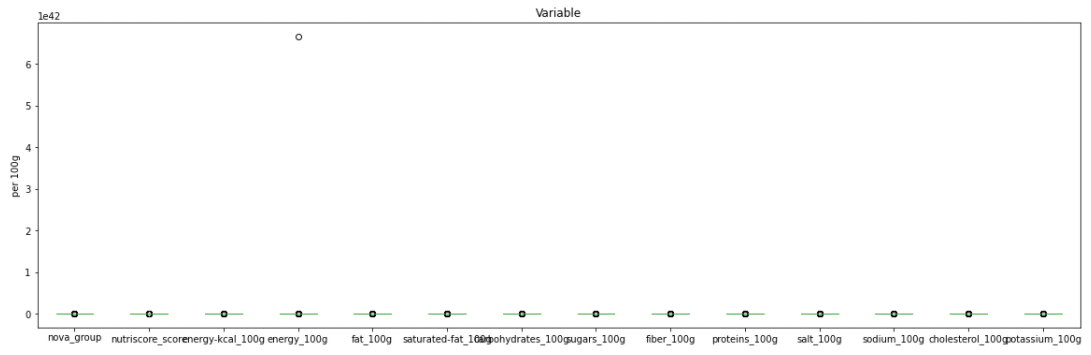 Variable
1e42
6
5
4
3
2
1
0
per 100g
nova_group nutriscore_score energy-kcal_100g energy_100g fat_100g saturated-fat_100g carbohydrates_100g sugars_100g fiber_100g proteins_100g salt_100g sodium_100g cholesterol_100g potassium_100g